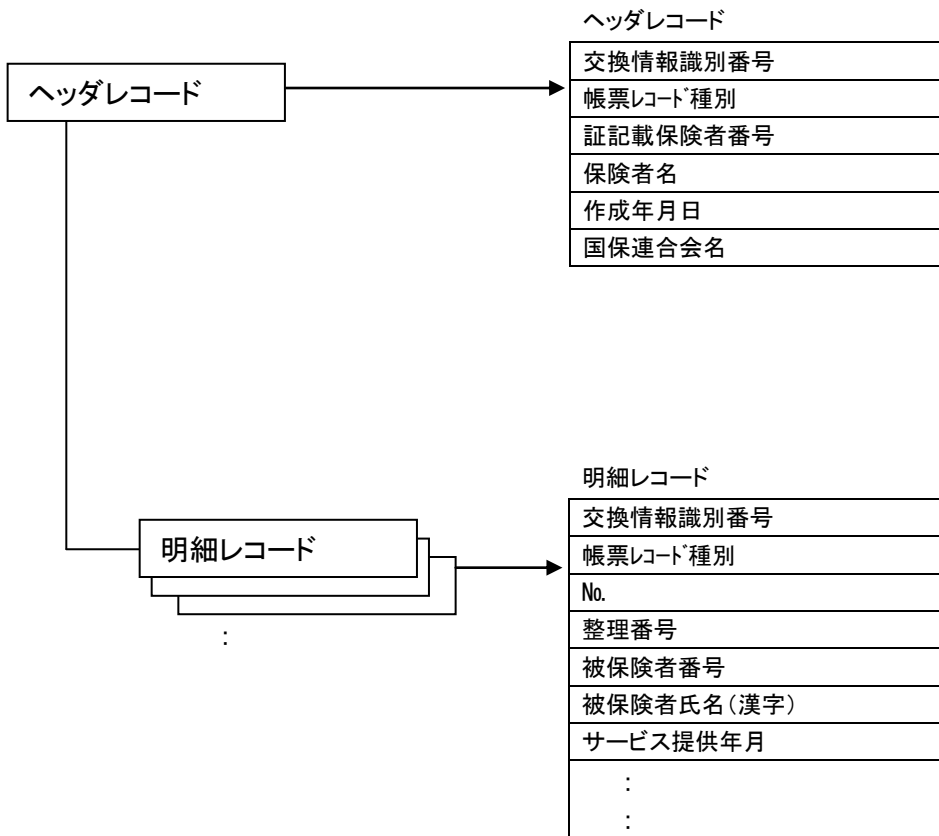 ヘッダレコード
ヘッダレコード
交換情報識別番号
帳票ﾚｺｰﾄﾞ種別
証記載保険者番号
保険者名
作成年月日
国保連合会名
明細レコード
:
明細レコード
交換情報識別番号
帳票ﾚｺｰﾄﾞ種別
№
整理番号
被保険者番号
被保険者氏名(漢字)
サービス提供年月
:
: